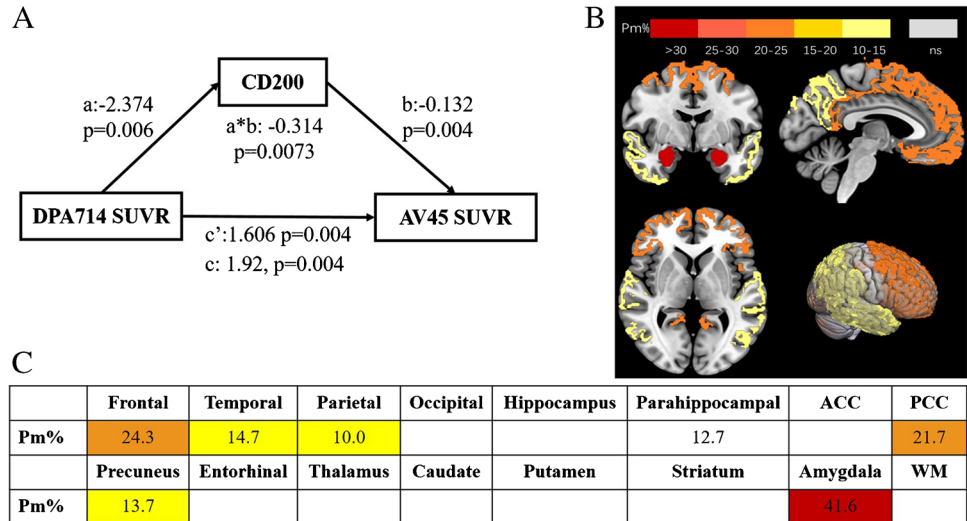 A
CD200
a:-2.374
p=0.006
a*b: -0.314
p=0.0073
b:-0.132
p=0.004
DPA714 SUVR
AV45 SUVR
c’:1.606 p=0.004
c: 1.92, p=0.004
B
Pm%
>30 25-30 20-25 15-20 10-15 ns
C
Frontal Temporal Parietal Occipital Hippocampus Parahippocampal ACC PCC
Pm% 24.3 14.7 10.0 12.7 21.7
Precuneus Entorhinal Thalamus Caudate Putamen Striatum Amygdala WM
Pm% 13.7 41.6